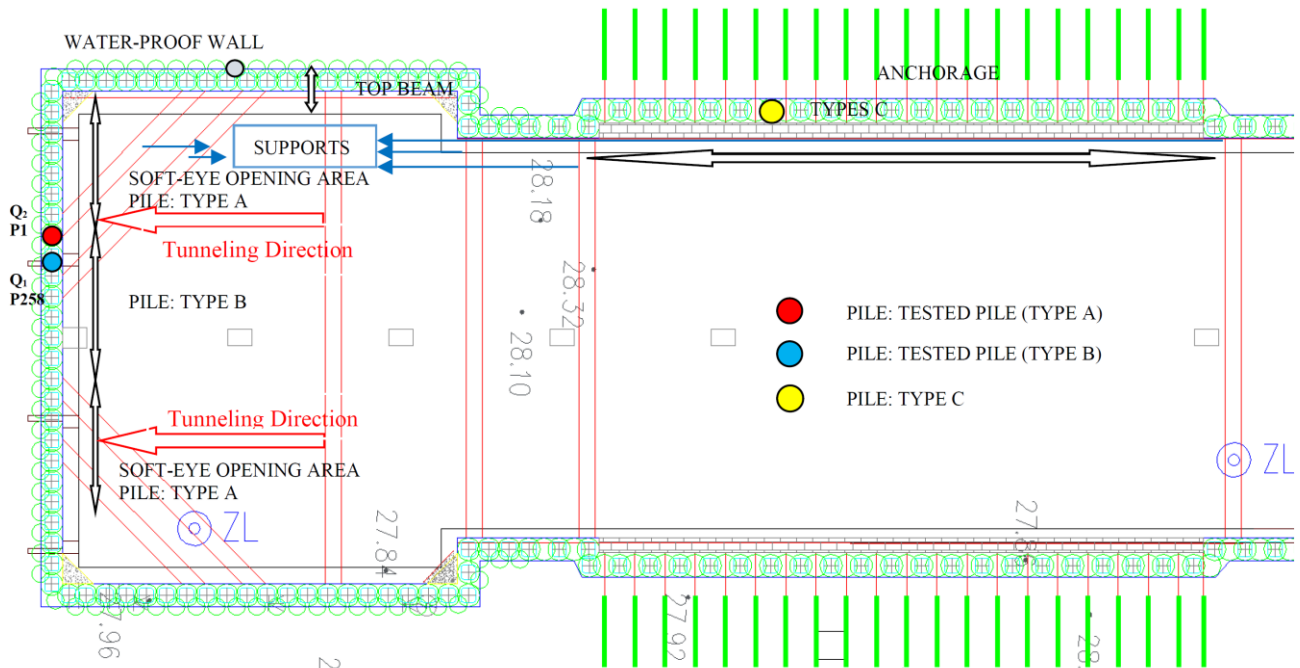 WATER-PROOF WALL
TOP BEAM
ANCHORAGE
TYPES C
SUPPORTS
28.18
SOFT-EYE OPENING AREA
PILE: TYPE A
Q₂
P1
Tunneling Direction
28.32
Q₁
P258
PILE: TYPE B
28.10
PILE: TESTED PILE (TYPE A)
PILE: TESTED PILE (TYPE B)
PILE: TYPE C
Tunneling Direction
SOFT-EYE OPENING AREA
PILE: TYPE A
ZL
ZL
27.84
27.96
27.92
2
28.